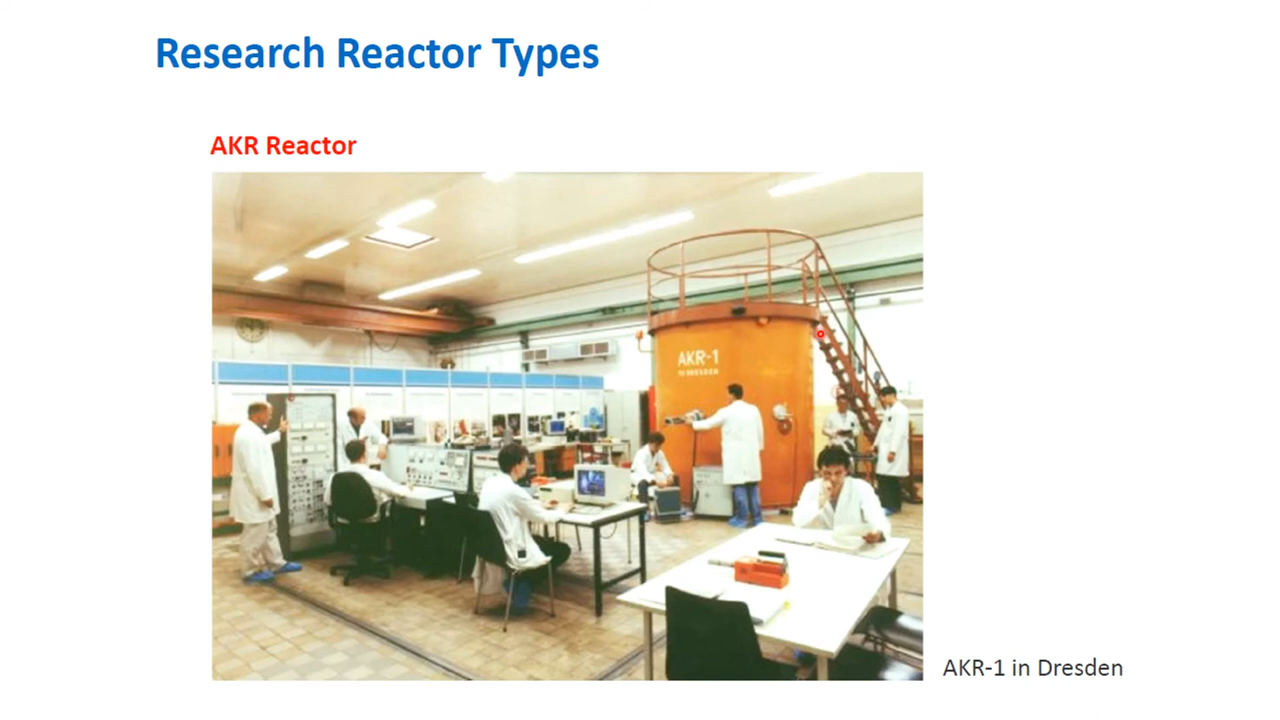 Research Reactor Types
AKR Reactor
AKR-1
TU DRESDEN
AKR-1 in Dresden